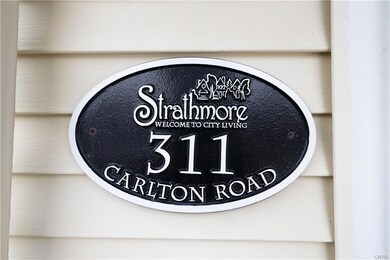 Strathmore
WELCOME TO CITY LIVING
311
CARLTON ROAD